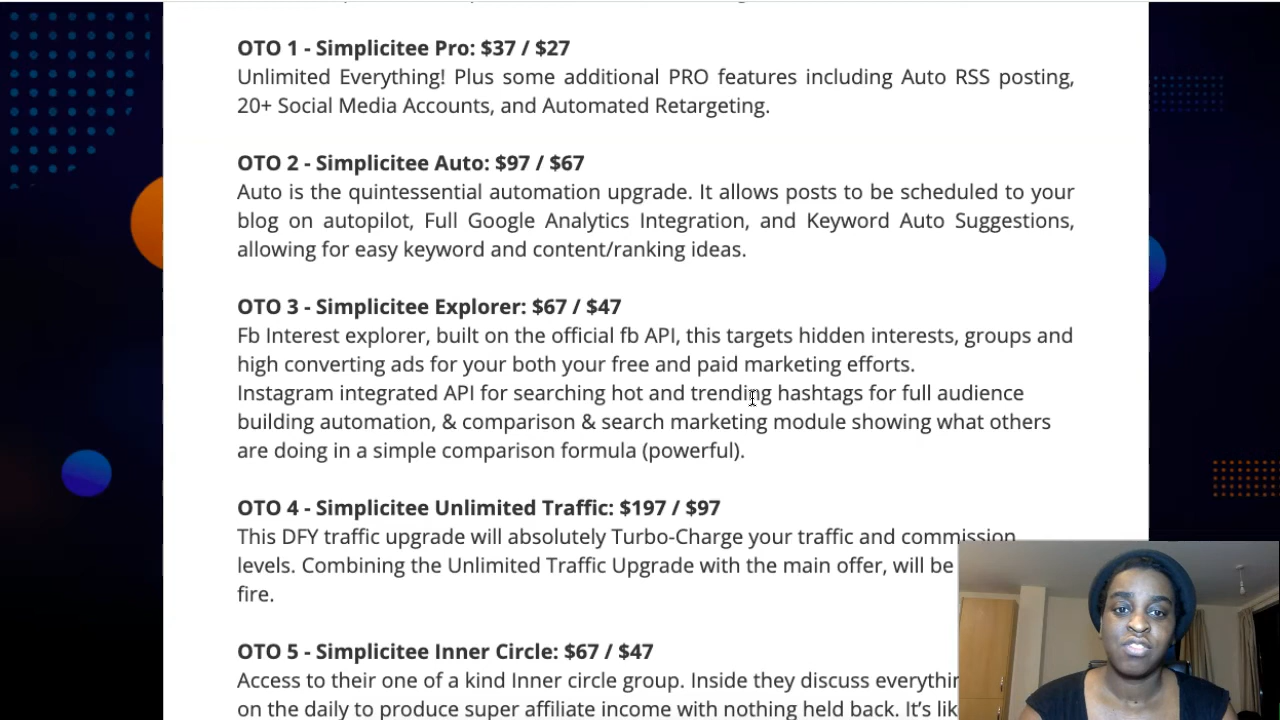 OTO 1 - Simplicitee Pro: $37 / $27
Unlimited Everything! Plus some additional PRO features including Auto RSS posting,
20+ Social Media Accounts, and Automated Retargeting.
OTO 2 - Simplicitee Auto: $97 / $67
Auto is the quintessential automation upgrade. It allows posts to be scheduled to your
blog on autopilot, Full Google Analytics Integration, and Keyword Auto Suggestions,
allowing for easy keyword and content/ranking ideas.
OTO 3 - Simplicitee Explorer: $67 / $47
Fb Interest explorer, built on the official fb API, this targets hidden interests, groups and
high converting ads for your both your free and paid marketing efforts.
Instagram integrated API for searching hot and trending hashtags for full audience
building automation, & comparison & search marketing module showing what others
are doing in a simple comparison formula (powerful).
OTO 4 - Simplicitee Unlimited Traffic: $197 / $97
This DFY traffic upgrade will absolutely Turbo-Charge your traffic and commission
levels. Combining the Unlimited Traffic Upgrade with the main offer, will be
fire.
OTO 5 - Simplicitee Inner Circle: $67 / $47
Access to their one of a kind Inner circle group. Inside they discuss
on the daily to produce super affiliate income with nothing held back. It's